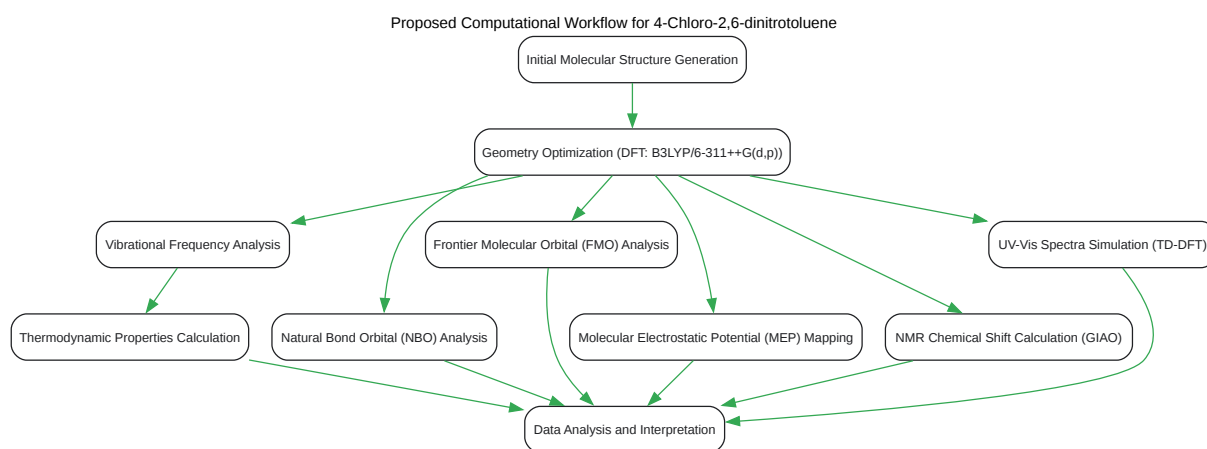 Proposed Computational Workflow for 4-Chloro-2,6-dinitrotoluene
Initial Molecular Structure Generation
Geometry Optimization (DFT: B3LYP/6-311++G(d,p))
Vibrational Frequency Analysis
Frontier Molecular Orbital (FMO) Analysis
UV-Vis Spectra Simulation (TD-DFT)
Thermodynamic Properties Calculation
Natural Bond Orbital (NBO) Analysis
Molecular Electrostatic Potential (MEP) Mapping
NMR Chemical Shift Calculation (GIAO)
Data Analysis and Interpretation